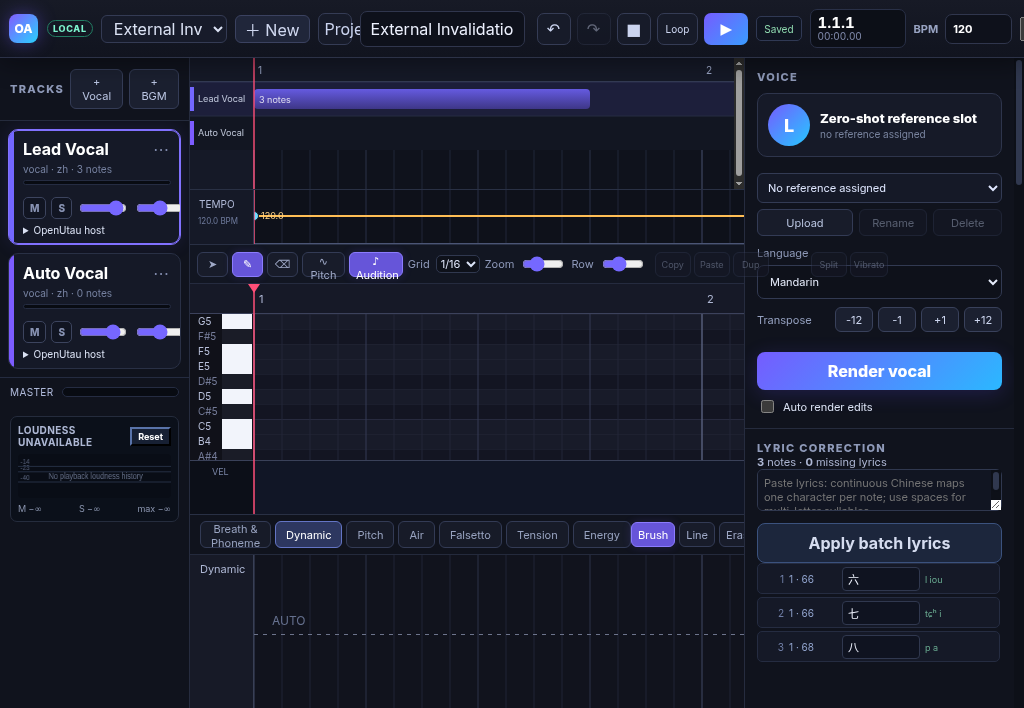 OA LOCAL External Inv + New Proje External Invalidatio Loop Saved 1.1.1 BPM 120
00:00.00
TRACKS + Vocal + BGM
Lead Vocal
vocal · zh · 3 notes
M S
OpenUtau host
Auto Vocal
vocal · zh · 0 notes
M S
OpenUtau host
MASTER
LOUDNESS UNAVAILABLE Reset
-14
-23
-40
No playback loudness history
M −∞ S −∞ max −∞
1 2
Lead Vocal 3 notes
Auto Vocal
TEMPO
120.0 BPM
120.0
Pitch Audition Grid 1/16 Zoom Row Copy Paste Dup Split Vibrato
1 2
G5
F#5
F5
E5
D#5
D5
C#5
C5
B4
A#4
VEL
Breath & Phoneme Dynamic Pitch Air Falsetto Tension Energy Brush Line Era
Dynamic
AUTO
VOICE
L Zero-shot reference slot
no reference assigned
No reference assigned
Upload Rename Delete
Language
Mandarin
Transpose -12 -1 +1 +12
Render vocal
Auto render edits
LYRIC CORRECTION
3 notes · 0 missing lyrics
Paste lyrics: continuous Chinese maps
one character per note; use spaces for
multi-letter syllables
Apply batch lyrics
1 1 · 66 六 l iou
2 1 · 66 七 tɕʰ i
3 1 · 68 八 p a